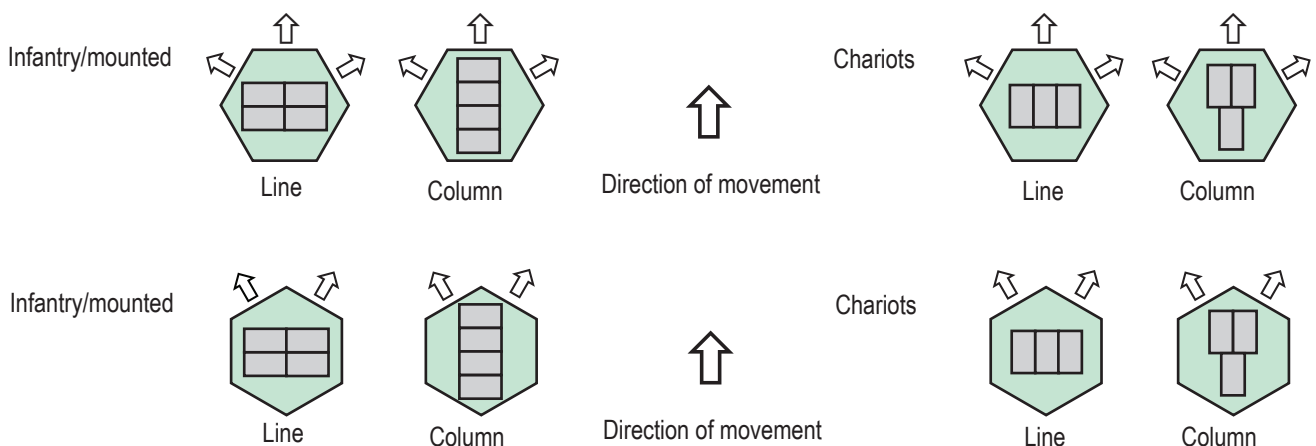 Infantry/mounted
Chariots
Line
Column
Direction of movement
Line
Column
Infantry/mounted
Chariots
Line
Column
Direction of movement
Line
Column